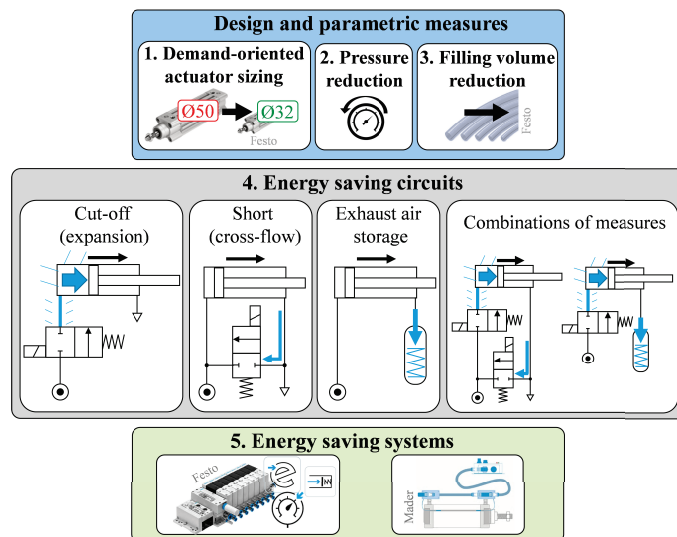 Design and parametric measures
1. Demand-oriented
actuator sizing
Ø50
Ø32
Festo
2. Pressure
reduction
3. Filling volume
reduction
Festo
4. Energy saving circuits
Cut-off
(expansion)
Short
(cross-flow)
Exhaust air
storage
Combinations of measures
5. Energy saving systems
Festo
Mader